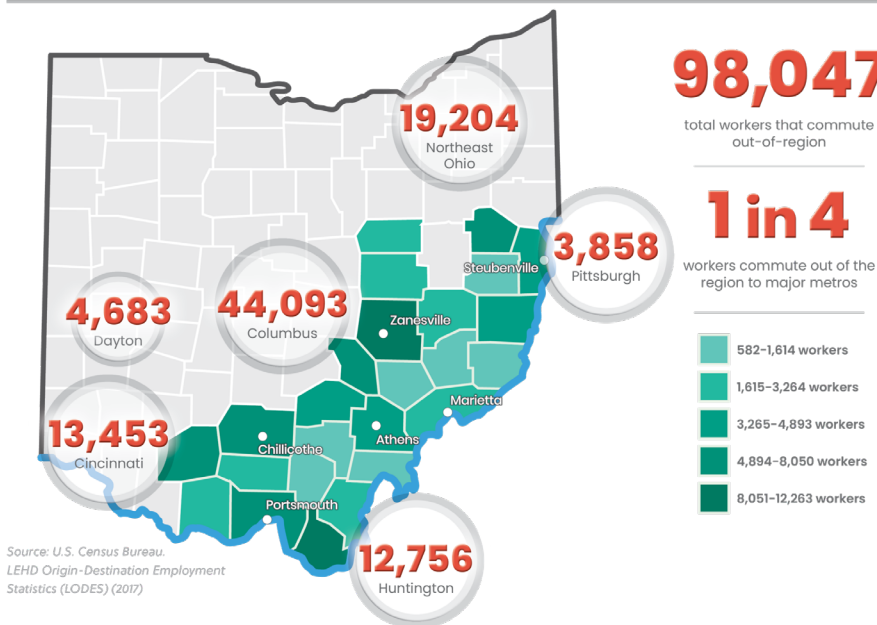 98,047
total workers that commute
out-of-region
1 in 4
workers commute out of the
region to major metros
582-1,614 workers
1,615-3,264 workers
3,265-4,893 workers
4,894-8,050 workers
8,051-12,263 workers
19,204
Northeast
Ohio
3,858
Pittsburgh
Steubenville
4,683
Dayton
44,093
Columbus
Zanesville
13,453
Cincinnati
Marietta
Athens
Chillicothe
Portsmouth
12,756
Huntington
Source: U.S. Census Bureau.
LEHD Origin-Destination Employment
Statistics (LODES) (2017)